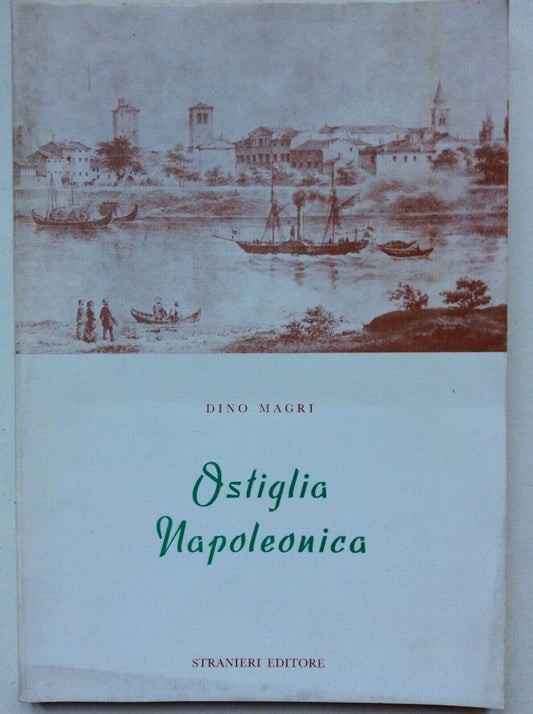 DINO MAGRI
Ostiglia
Napoleonica
STRANIERI EDITORE